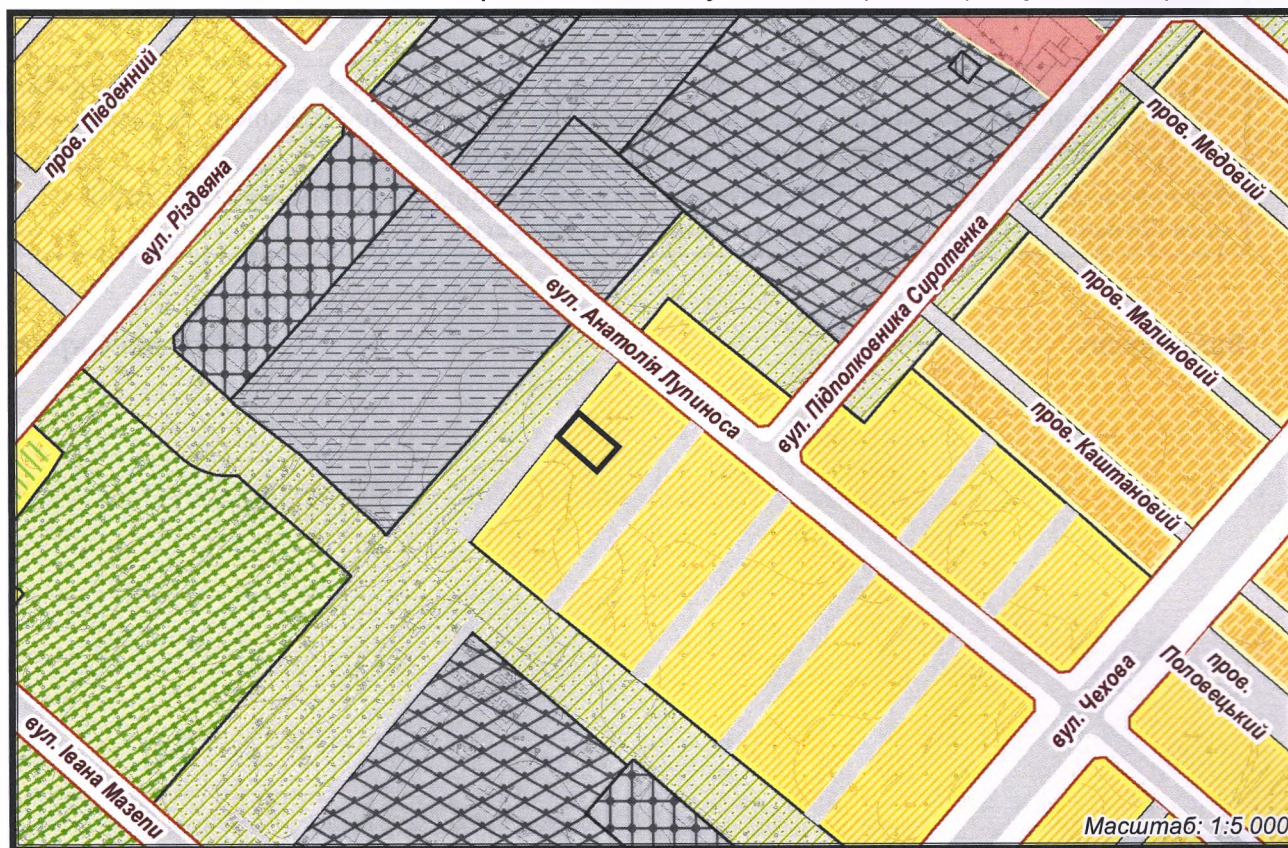 пров. Південний
вул. Різдвяна
пров. Медовий
вул. Підполковника Сиротенка
пров. Малиновий
вул. Анатолія Лупиноса
пров. Каштановий
вул. Чехова
пров.
Половецький
вул. Івана Мазепи
Масштаб: 1:5 000